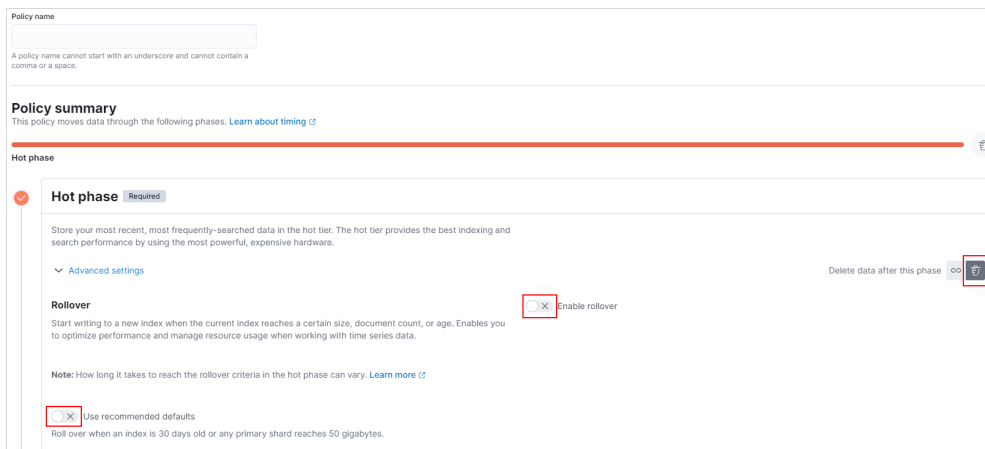 Policy name
A policy name cannot start with an underscore and cannot contain a
comma or a space.
Policy summary
This policy moves data through the following phases. Learn about timing
Hot phase
Hot phase Required
Store your most recent, most frequently-searched data in the hot tier. The hot tier provides the best indexing and
search performance by using the most powerful, expensive hardware.
Advanced settings
Delete data after this phase
Rollover
Enable rollover
Start writing to a new index when the current index reaches a certain size, document count, or age. Enables you
to optimize performance and manage resource usage when working with time series data.
Note: How long it takes to reach the rollover criteria in the hot phase can vary. Learn more
Use recommended defaults
Roll over when an index is 30 days old or any primary shard reaches 50 gigabytes.